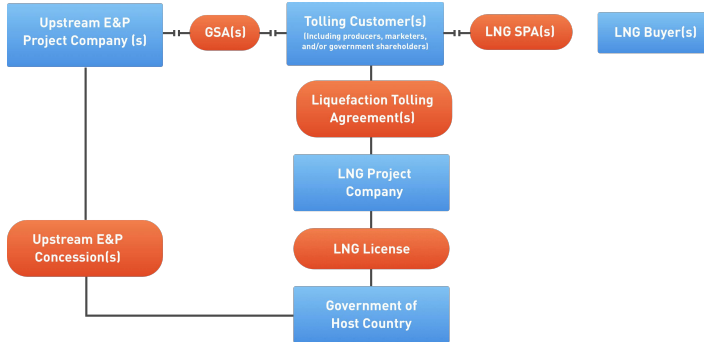 Upstream E&P
Project Company (s)
GSA(s)
Tolling Customer(s)
(Including producers, marketers,
and/or government shareholders)
LNG SPA(s)
LNG Buyer(s)
Liquefaction Tolling
Agreement(s)
LNG Project
Company
Upstream E&P
Concession(s)
LNG License
Government of
Host Country